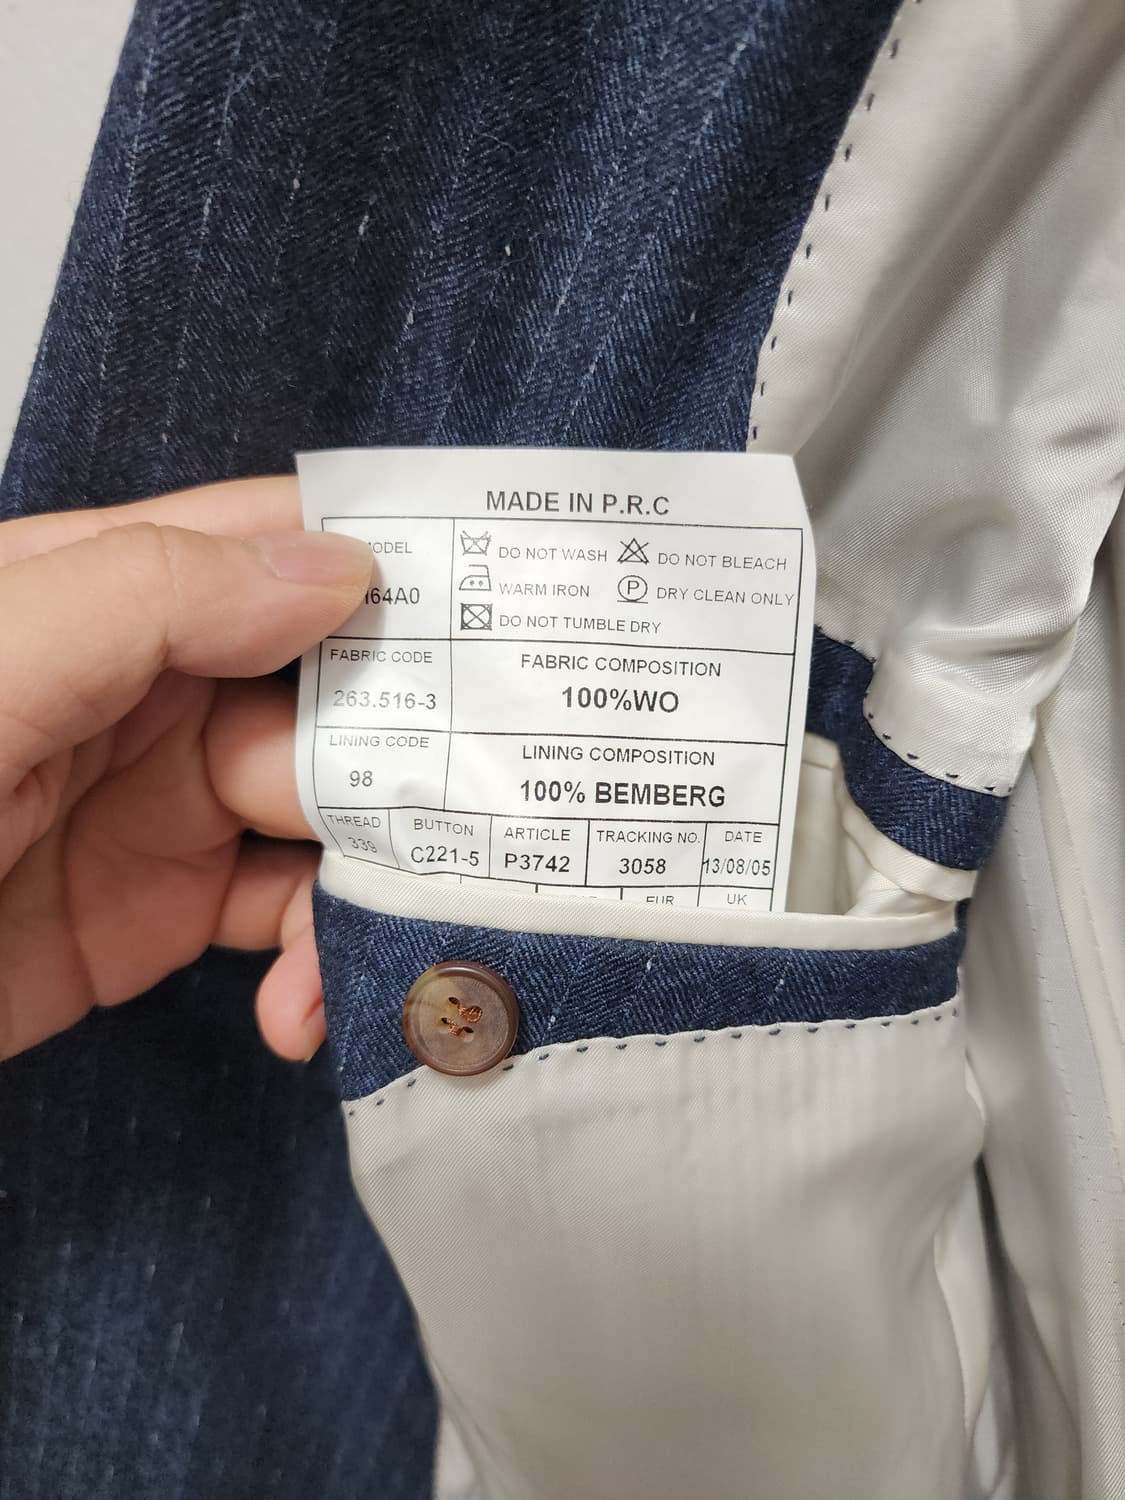 MADE IN P.R.C
DO NOT WASH DO NOT BLEACH
WARM IRON P DRY CLEAN ONLY
DO NOT TUMBLE DRY
FABRIC CODE
263.516-3
FABRIC COMPOSITION
100%WO
LINING CODE
98
LINING COMPOSITION
100% BEMBERG
THREAD BUTTON ARTICLE TRACKING NO. DATE
339 C221-5 P3742 3058 13/08/05
EUR UK